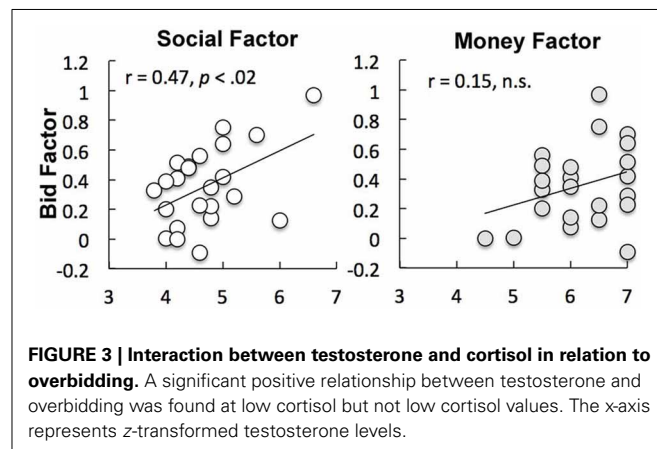 Social Factor
Money Factor
r = 0.47, p < .02
r = 0.15, n.s.
Bid Factor
1.2
1
0.8
0.6
0.4
0.2
0
-0.2
3 4 5 6 7
1.2
1
0.8
0.6
0.4
0.2
0
-0.2
3 4 5 6 7
FIGURE 3 | Interaction between testosterone and cortisol in relation to
overbidding. A significant positive relationship between testosterone and
overbidding was found at low cortisol but not low cortisol values. The x-axis
represents z-transformed testosterone levels.